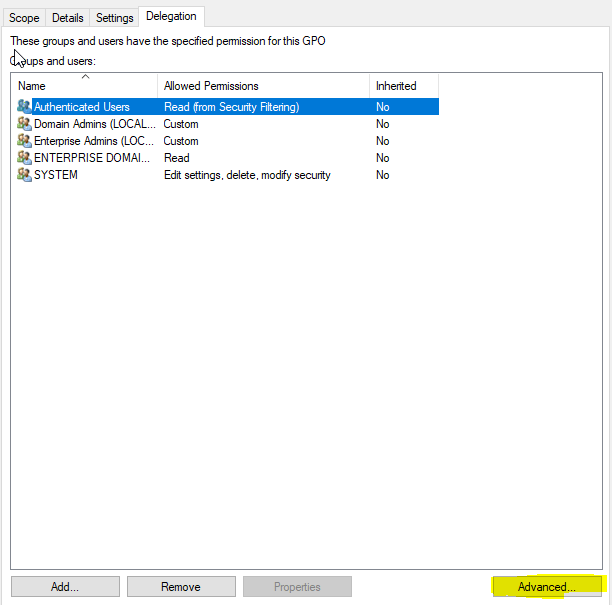 Scope Details Settings Delegation
These groups and users have the specified permission for this GPO
Groups and users:
Name Allowed Permissions Inherited
Authenticated Users Read (from Security Filtering) No
Domain Admins (LOCAL... Custom No
Enterprise Admins (LOC... Custom No
ENTERPRISE DOMAI... Read No
SYSTEM Edit settings, delete, modify security No
Add... Remove Properties Advanced...